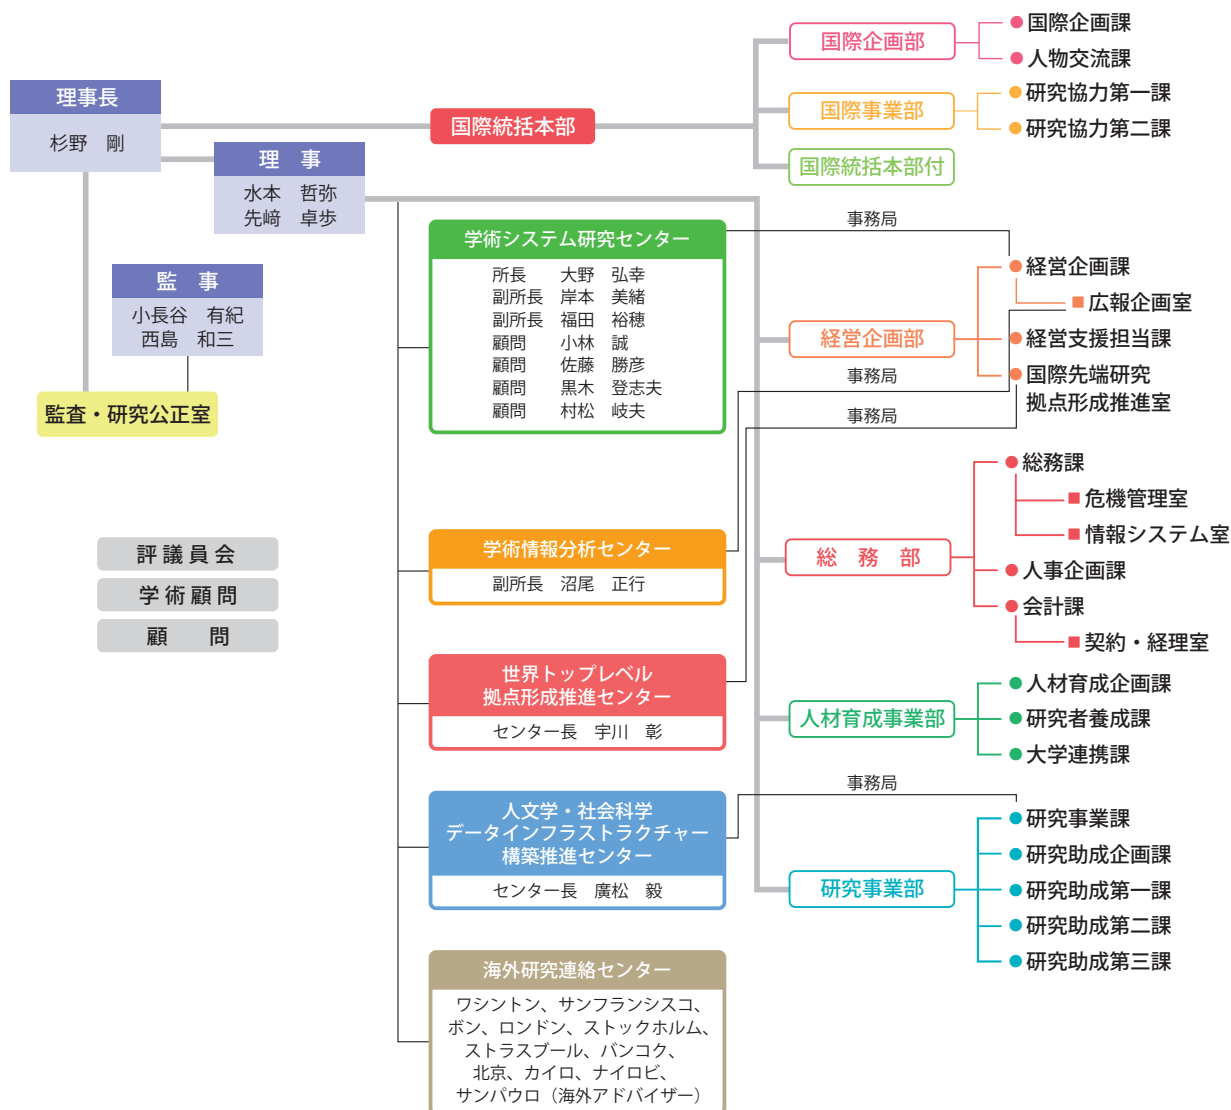 理事長
杉野　剛
理　事
水本　哲弥
先﨑　卓歩
監　事
小長谷　有紀
西島　和三
監査・研究公正室
評議員会
学術顧問
顧　問
国際統括本部
国際企画部
国際企画課
人物交流課
国際事業部
研究協力第一課
研究協力第二課
国際統括本部付
学術システム研究センター
所長　大野　弘幸
副所長　岸本　美緒
副所長　福田　裕穂
顧問　小林　誠
顧問　佐藤　勝彦
顧問　黒木　登志夫
顧問　村松　岐夫
学術情報分析センター
副所長　沼尾　正行
世界トップレベル
拠点形成推進センター
センター長　宇川　彰
人文学・社会科学
データインフラストラクチャー
構築推進センター
センター長　廣松　毅
海外研究連絡センター
ワシントン、サンフランシスコ、
ボン、ロンドン、ストックホルム、
ストラスブール、バンコク、
北京、カイロ、ナイロビ、
サンパウロ（海外アドバイザー）
事務局
事務局
事務局
事務局
経営企画部
経営企画課
広報企画室
経営支援担当課
国際先端研究
拠点形成推進室
総　務　部
総務課
危機管理室
情報システム室
人事企画課
会計課
契約・経理室
人材育成事業部
人材育成企画課
研究者養成課
大学連携課
研究事業部
研究事業課
研究助成企画課
研究助成第一課
研究助成第二課
研究助成第三課